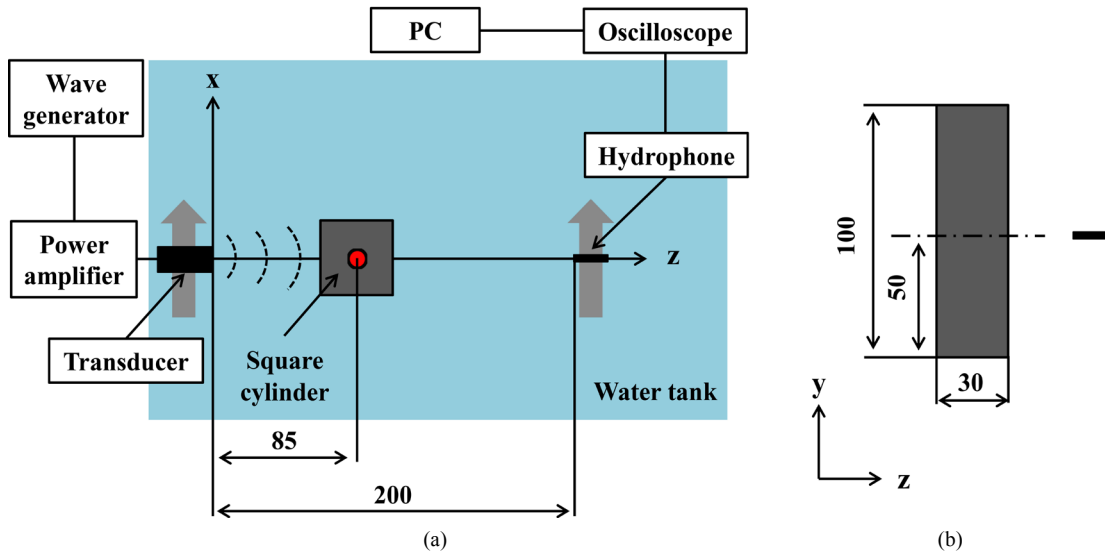 PC
Oscilloscope
Wave
generator
x
Hydrophone
Power
amplifier
z
Transducer
Square
cylinder
Water tank
85
200
(a)
100
50
30
y
z
(b)